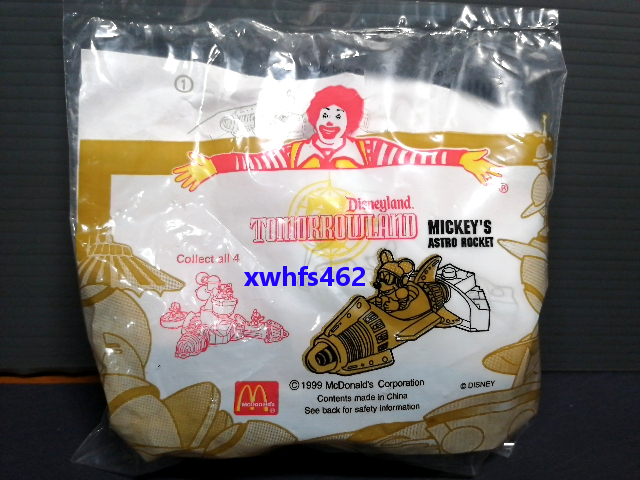 ①
®
Disneyland
TOMORROWLAND
MICKEY'S
ASTRO ROCKET
Collect all 4
xwhfs462
McDonald's
®
© 1999 McDonald's Corporation
© DISNEY
Contents made in China
See back for safety information